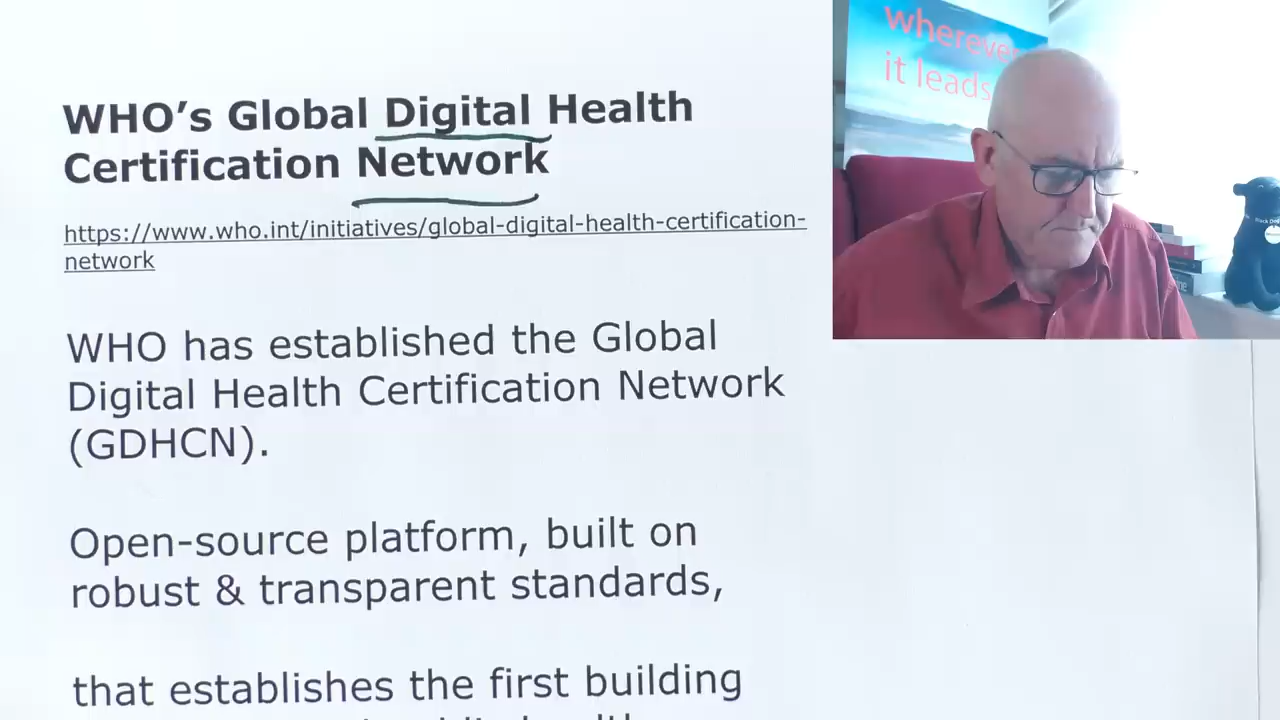 WHO’s Global Digital Health
Certification Network
https://www.who.int/initiatives/global-digital-health-certification-
network
WHO has established the Global
Digital Health Certification Network
(GDHCN).
Open-source platform, built on
robust & transparent standards,
that establishes the first building
it leads
Black Dog